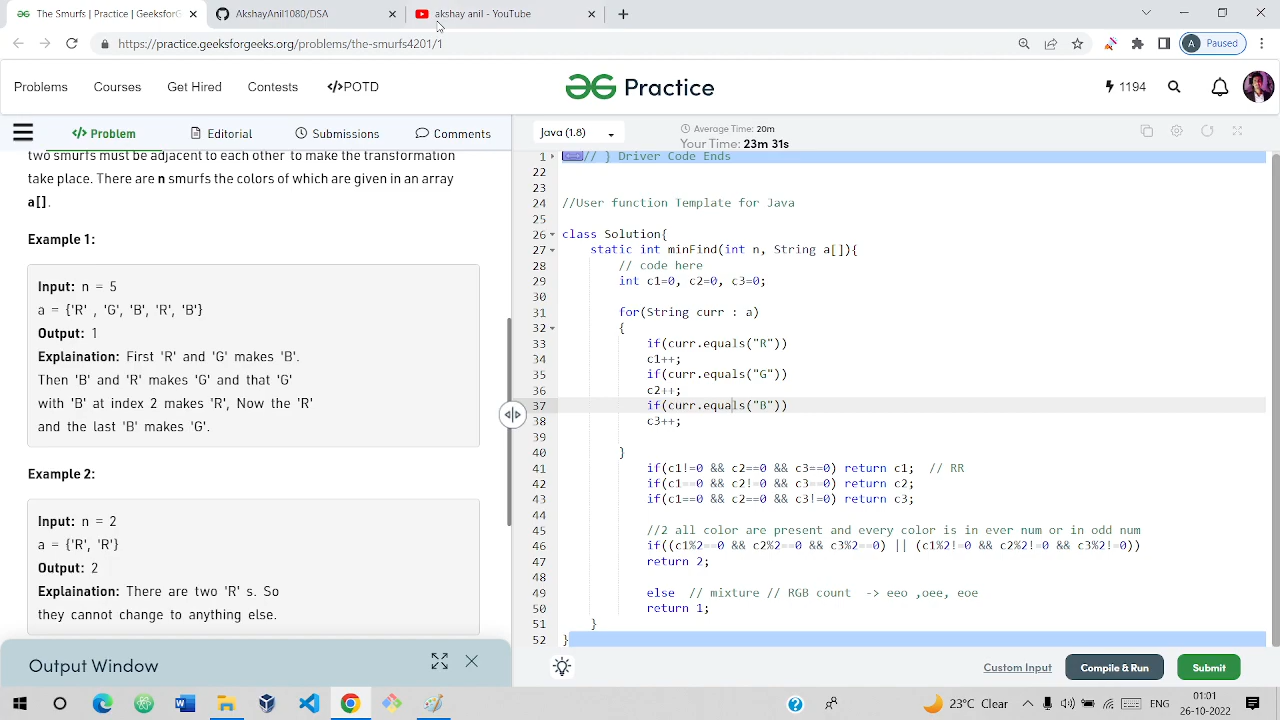 The Smurfs | Practice | GeeksforG
AkshayAnil1080/DSA
akshay anil - YouTube
https://practice.geeksforgeeks.org/problems/the-smurfs4201/1
A Paused
Problems
Courses
Get Hired
Contests
</>POTD
Practice
1194
</> Problem
Editorial
Submissions
Comments
Java (1.8)
Average Time: 20m
Your Time: 23m 31s
two smurfs must be adjacent to each other to make the transformation
take place. There are n smurfs the colors of which are given in an array
a[].
Example 1:
Input: n = 5
a = {'R' , 'G', 'B', 'R', 'B'}
Output: 1
Explaination: First 'R' and 'G' makes 'B'.
Then 'B' and 'R' makes 'G' and that 'G'
with 'B' at index 2 makes 'R', Now the 'R'
and the last 'B' makes 'G'.
Example 2:
Input: n = 2
a = {'R', 'R'}
Output: 2
Explaination: There are two 'R' s. So
they cannot change to anything else.
Output Window
1 // } Driver Code Ends
22
23
24 //User function Template for Java
25
26 class Solution{
27 static int minFind(int n, String a[]){
28 // code here
29 int c1=0, c2=0, c3=0;
30
31 for(String curr : a)
32 {
33 if(curr.equals("R"))
34 c1++;
35 if(curr.equals("G"))
36 c2++;
37 if(curr.equals("B"))
38 c3++;
39
40 }
41 if(c1!=0 && c2==0 && c3==0) return c1; // RR
42 if(c1==0 && c2!=0 && c3==0) return c2;
43 if(c1==0 && c2==0 && c3!=0) return c3;
44
45 //2 all color are present and every color is in ever num or in odd num
46 if((c1%2==0 && c2%2==0 && c3%2==0) || (c1%2!=0 && c2%2!=0 && c3%2!=0))
47 return 2;
48
49 else // mixture // RGB count -> eeo ,oee, eoe
50 return 1;
51 }
52 }
Custom Input
Compile & Run
Submit
23°C Clear
ENG
01:01
26-10-2022